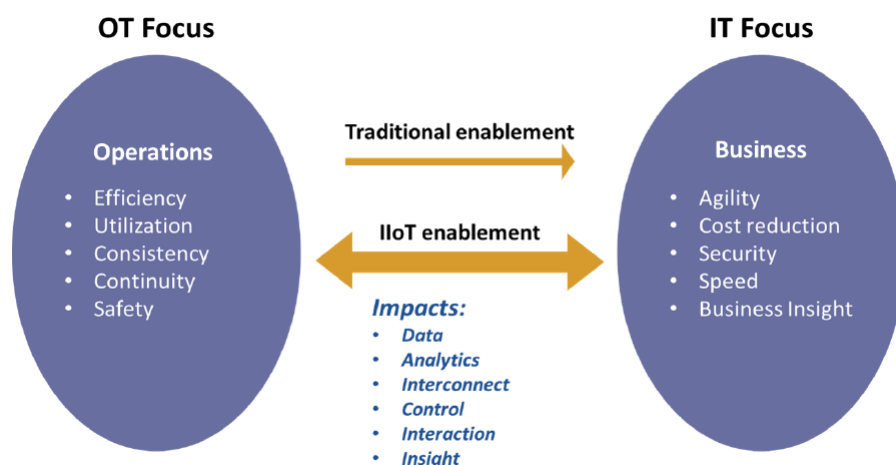 OT Focus
IT Focus
Operations
• Efficiency
• Utilization
• Consistency
• Continuity
• Safety
Traditional enablement
IIoT enablement
Impacts:
• Data
• Analytics
• Interconnect
• Control
• Interaction
• Insight
Business
• Agility
• Cost reduction
• Security
• Speed
• Business Insight